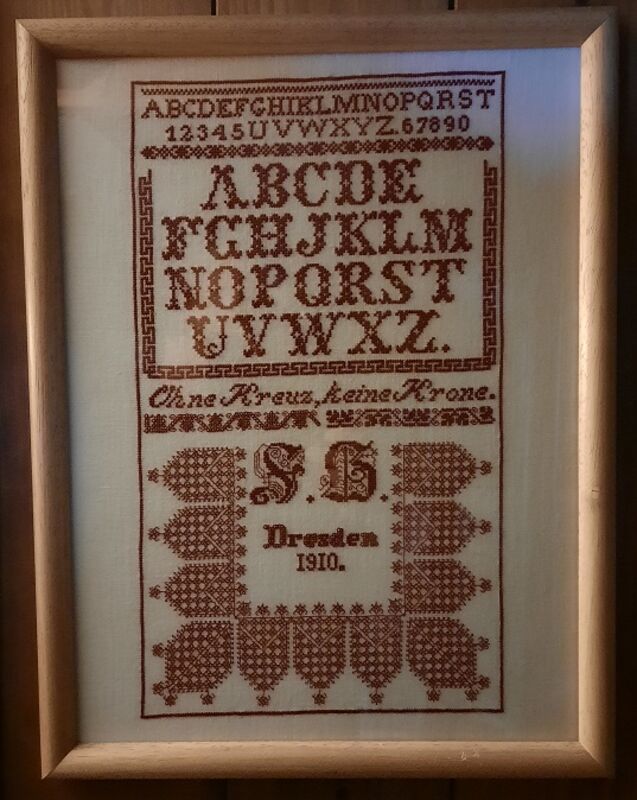 ABCDEFGHIKLMNOPQRST
12345UVWXYZ.67890
ABCDE
FGHJKLM
NOPQRST
UVWXZ.
Ohne Kreuz, keine Krone.
Dresden
1910.